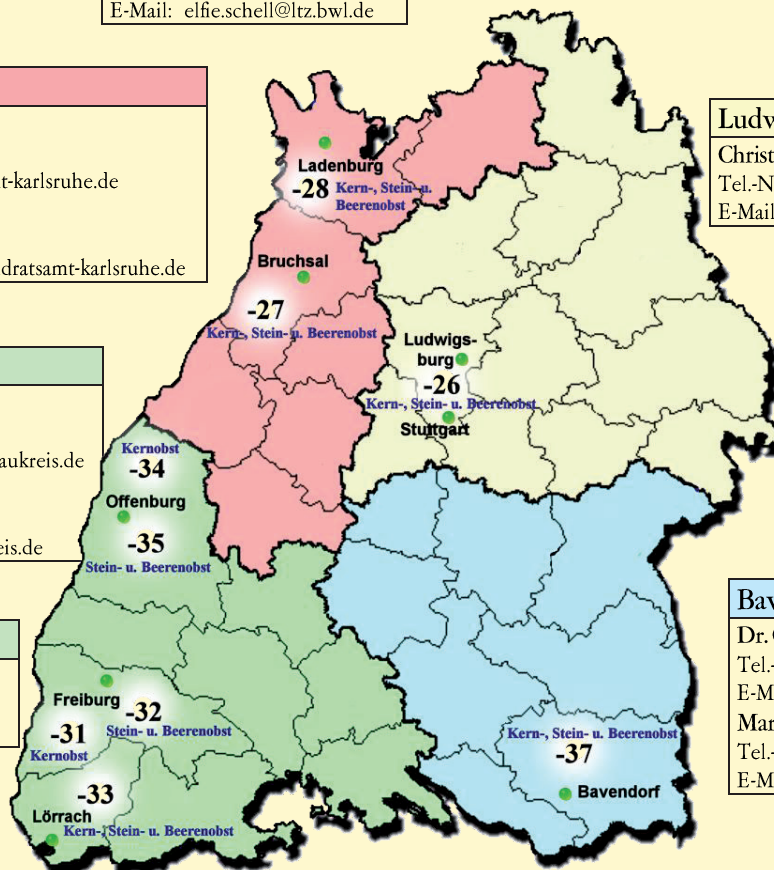 E-Mail: elfie.schell@ltz.bwl.de
t-karlsruhe.de
dratsamt-karlsruhe.de
aukreis.de
eis.de
Ludw
Christ
Tel.-N
E-Mail
Ladenburg
-28 Kern-, Stein- u.
Beerenobst
Bruchsal
-27
Kern-, Stein- u. Beerenobst
Ludwigs-
burg
-26
Kern-, Stein- u. Beerenobst
Stuttgart
Kernobst
-34
Offenburg
-35
Stein- u. Beerenobst
Freiburg
-32
Stein- u. Beerenobst
-31
Kernobst
-33
Lörrach
Kern-, Stein- u. Beerenobst
Kern-, Stein- u. Beerenobst
-37
Bavendorf
Bav
Dr.
Tel.-
E-M
Mar
Tel.-
E-M